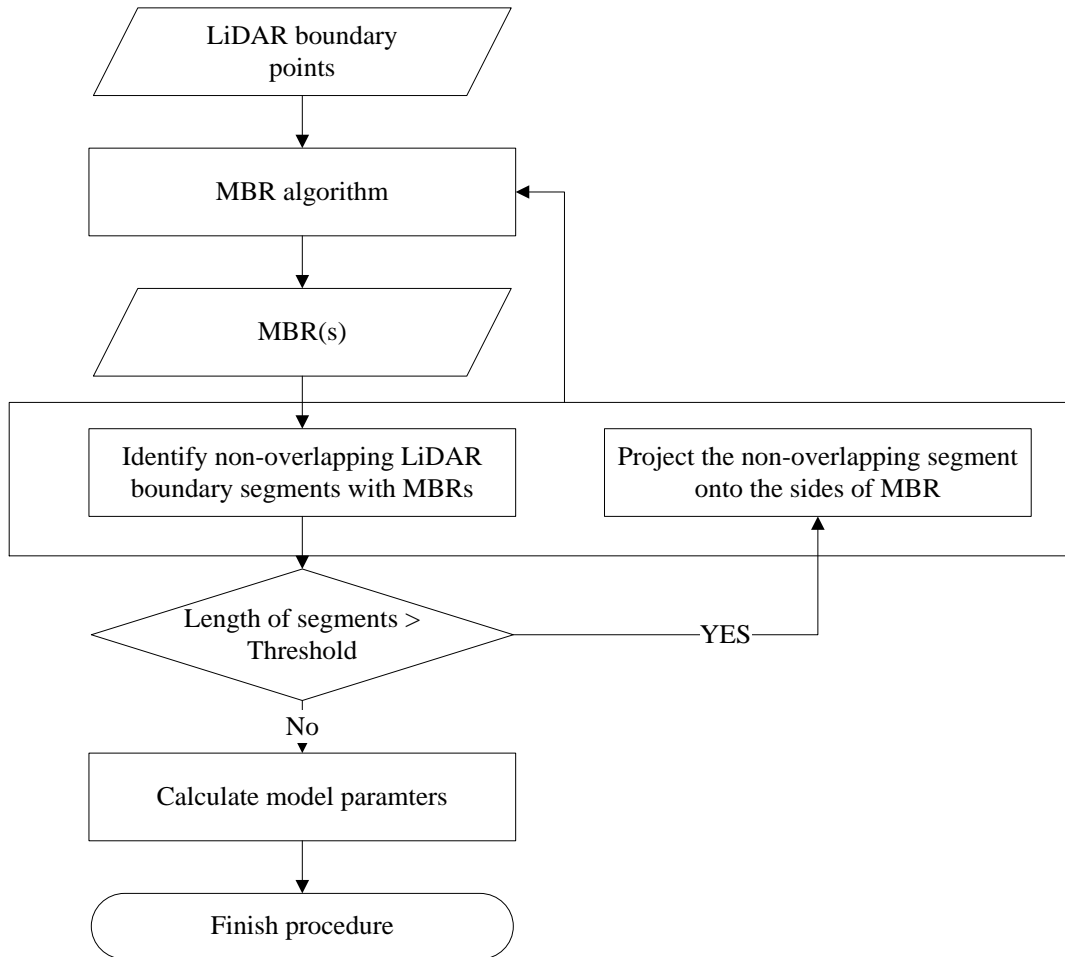 LiDAR boundary
points
MBR algorithm
MBR(s)
Identify non-overlapping LiDAR
boundary segments with MBRs
Project the non-overlapping segment
onto the sides of MBR
Length of segments >
Threshold
YES
No
Calculate model paramters
Finish procedure